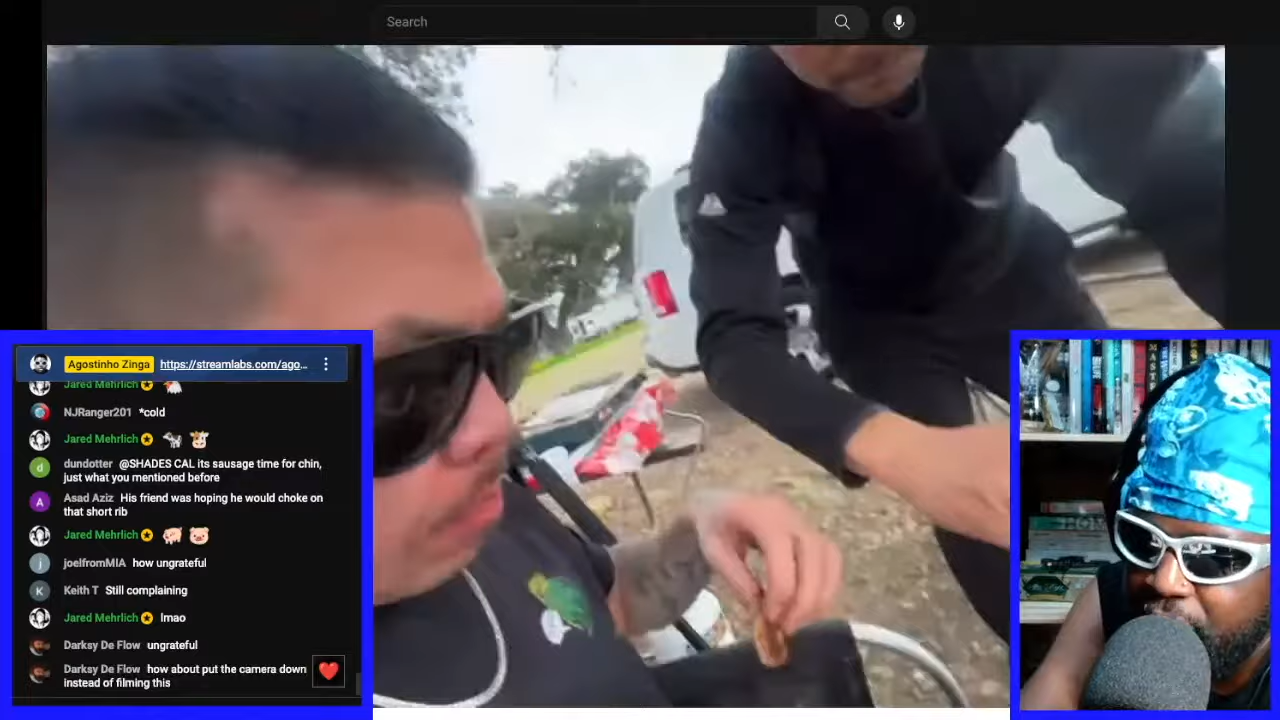 Search
Agostinho Zinga https://streamlabs.com/ago...
Jared Mehrlich
NJRanger201 *cold
Jared Mehrlich
dundotter @SHADES CAL its sausage time for chin,
just what you mentioned before
Asad Aziz His friend was hoping he would choke on
that short rib
Jared Mehrlich
joelfromMIA how ungrateful
Keith T Still complaining
Jared Mehrlich lmao
Darksy De Flow ungrateful
Darksy De Flow how about put the camera down
instead of filming this